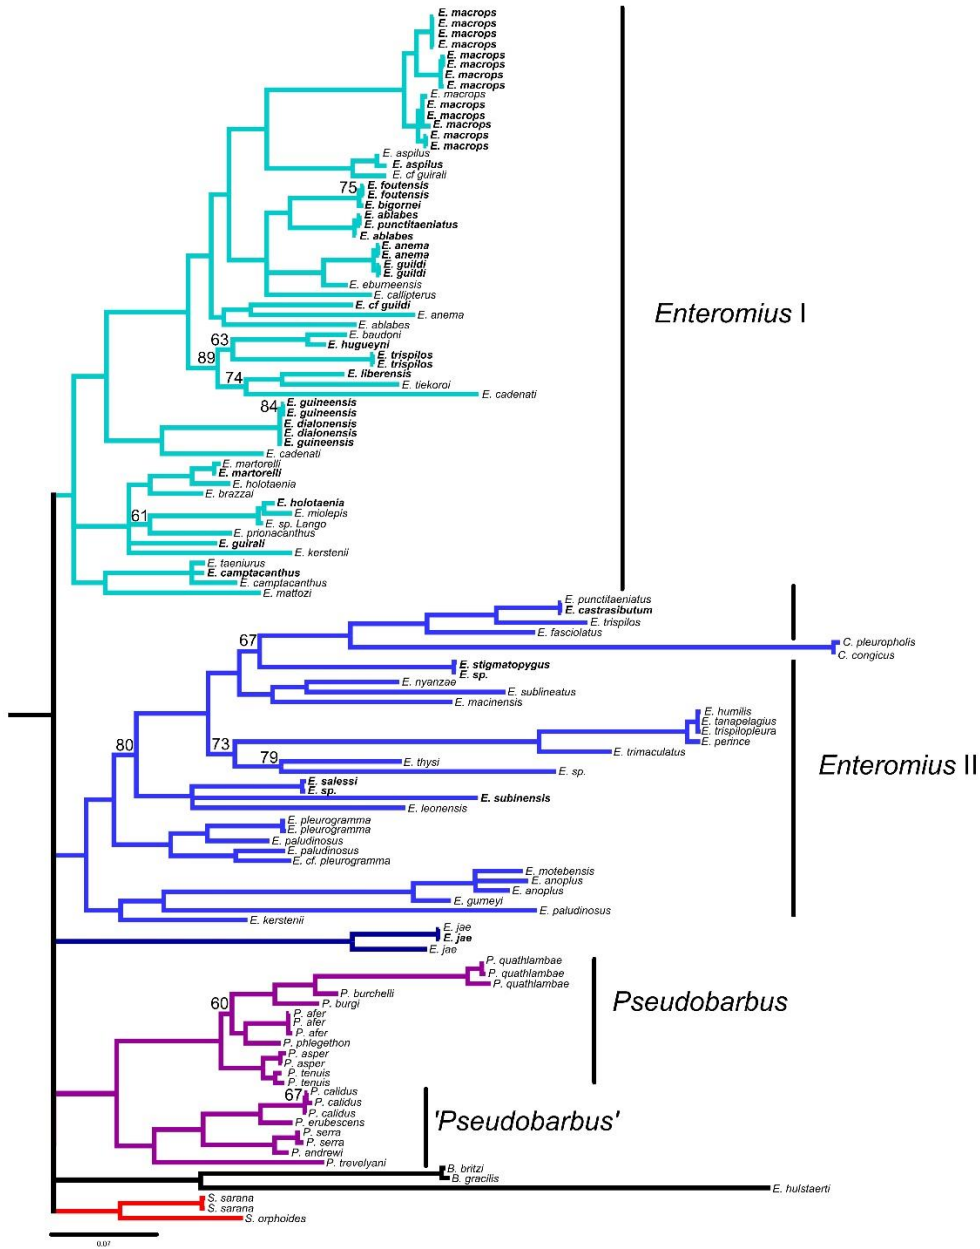 E. macrops
E. macrops
E. macrops
E. macrops
E. macrops
E. macrops
E. macrops
E. macrops
E. macrops
E. macrops
E. macrops
E. macrops
E. macrops
E. macrops
E. aspilus
E. aspilus
E. cf guirali
75
E. foutensis
E. foutensis
E. bigornei
E. ablabes
E. punctitaeniatus
E. ablabes
E. anema
E. anema
E. guildi
E. guildi
E. eburneensis
E. callipterus
E. cf guildi
E. anema
Enteromius I
E. ablabes
E. baudoni
63
E. hugueyni
89
E. trispilos
E. trispilos
E. liberensis
74
E. tiekoroi
E. cadenati
84
E. guineensis
E. guineensis
E. dialonensis
E. dialonensis
E. guineensis
E. cadenati
E. martorelli
E. martorelli
E. holotaenia
E. brazzai
E. holotaenia
E. miolepis
61
E. sp. Lango
E. prionacanthus
E. guirali
E. kerstenii
E. taeniurus
E. camptacanthus
E. camptacanthus
E. mattozi
E. punctitaeniatus
E. castrasibutum
E. trispilos
E. fasciolatus
67
C. pleuropholis
C. congicus
E. stigmatopygus
E. sp.
E. nyanzae
E. sublineatus
E. macinensis
E. humilis
E. tanapelagius
E. trispilopleura
E. perince
80
73
E. trimaculatus
79
E. thysi
E. sp.
Enteromius II
E. salessi
E. sp.
E. subinensis
E. leonensis
E. pleurogramma
E. pleurogramma
E. paludinosus
E. paludinosus
E. cf. pleurogramma
E. motebensis
E. anoplus
E. anoplus
E. gurneyi
E. paludinosus
E. kerstenii
E. jae
E. jae
E. jae
P. quathlambae
P. quathlambae
P. quathlambae
P. burchelli
60
P. burgi
Pseudobarbus
P. afer
P. afer
P. afer
P. phlegethon
P. asper
P. asper
P. tenuis
P. tenuis
67
P. calidus
P. calidus
P. calidus
P. erubescens
'Pseudobarbus'
P. serra
P. serra
P. andrewi
P. trevelyani
B. britzi
B. gracilis
E. hulstaerti
S. sarana
S. sarana
S. orphoides
0.07